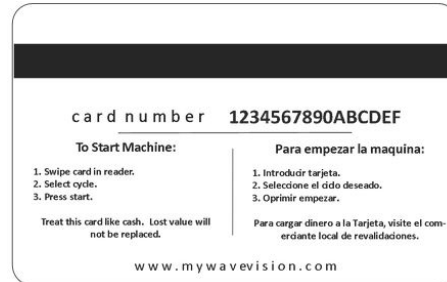 card number 1234567890ABCDEF
To Start Machine:
1. Swipe card in reader.
2. Select cycle.
3. Press start.
Treat this card like cash. Lost value will
not be replaced.
Para empezar la maquina:
1. Introducir tarjeta.
2. Seleccione el cido deseado.
3. Oprimir empezar.
Para cargar dinero a la Tarjeta, visite el com-
erciante local de revalidaciones.
www.mywavevision.com